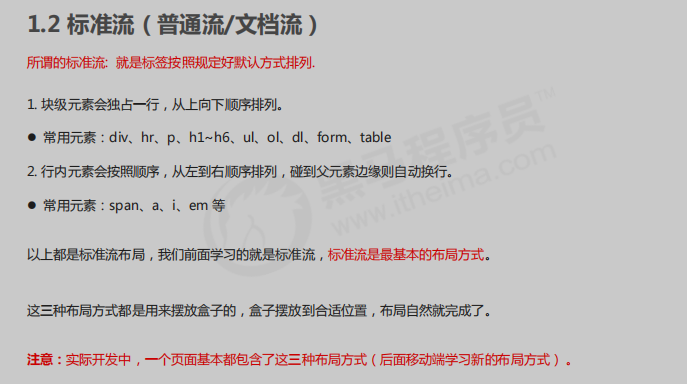 1.2 标准流（普通流/文档流）
所谓的标准流: 就是标签按照规定好默认方式排列.
1. 块级元素会独占一行，从上向下顺序排列。
● 常用元素：div、hr、p、h1~h6、ul、ol、dl、form、table
2. 行内元素会按照顺序，从左到右顺序排列，碰到父元素边缘则自动换行。
● 常用元素：span、a、i、em 等
以上都是标准流布局，我们前面学习的就是标准流，标准流是最基本的布局方式。
这三种布局方式都是用来摆放盒子的，盒子摆放到合适位置，布局自然就完成了。
注意：实际开发中，一个页面基本都包含了这三种布局方式（后面移动端学习新的布局方式）。
黑马程序员™
www.itheima.com